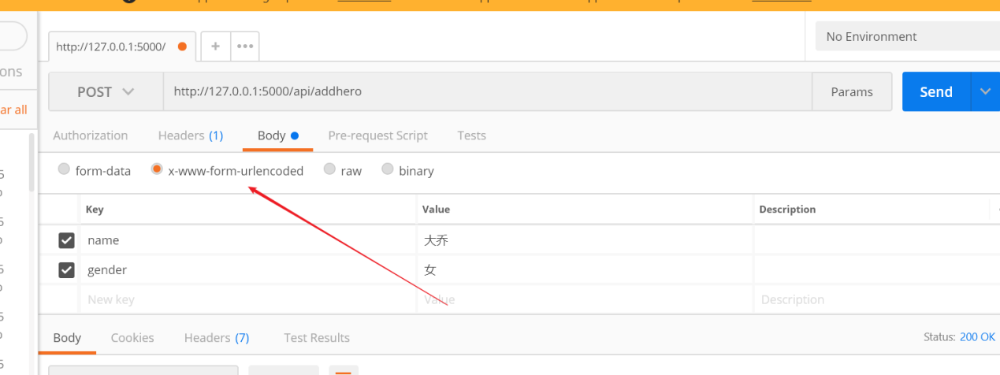 http://127.0.0.1:5000/
No Environment
ons
POST http://127.0.0.1:5000/api/addhero Params Send
ar all
Authorization Headers (1) Body Pre-request Script Tests
form-data x-www-form-urlencoded raw binary
Key Value Description
name 大乔
gender 女
New key Value Description
Body Cookies Headers (7) Test Results Status: 200 OK